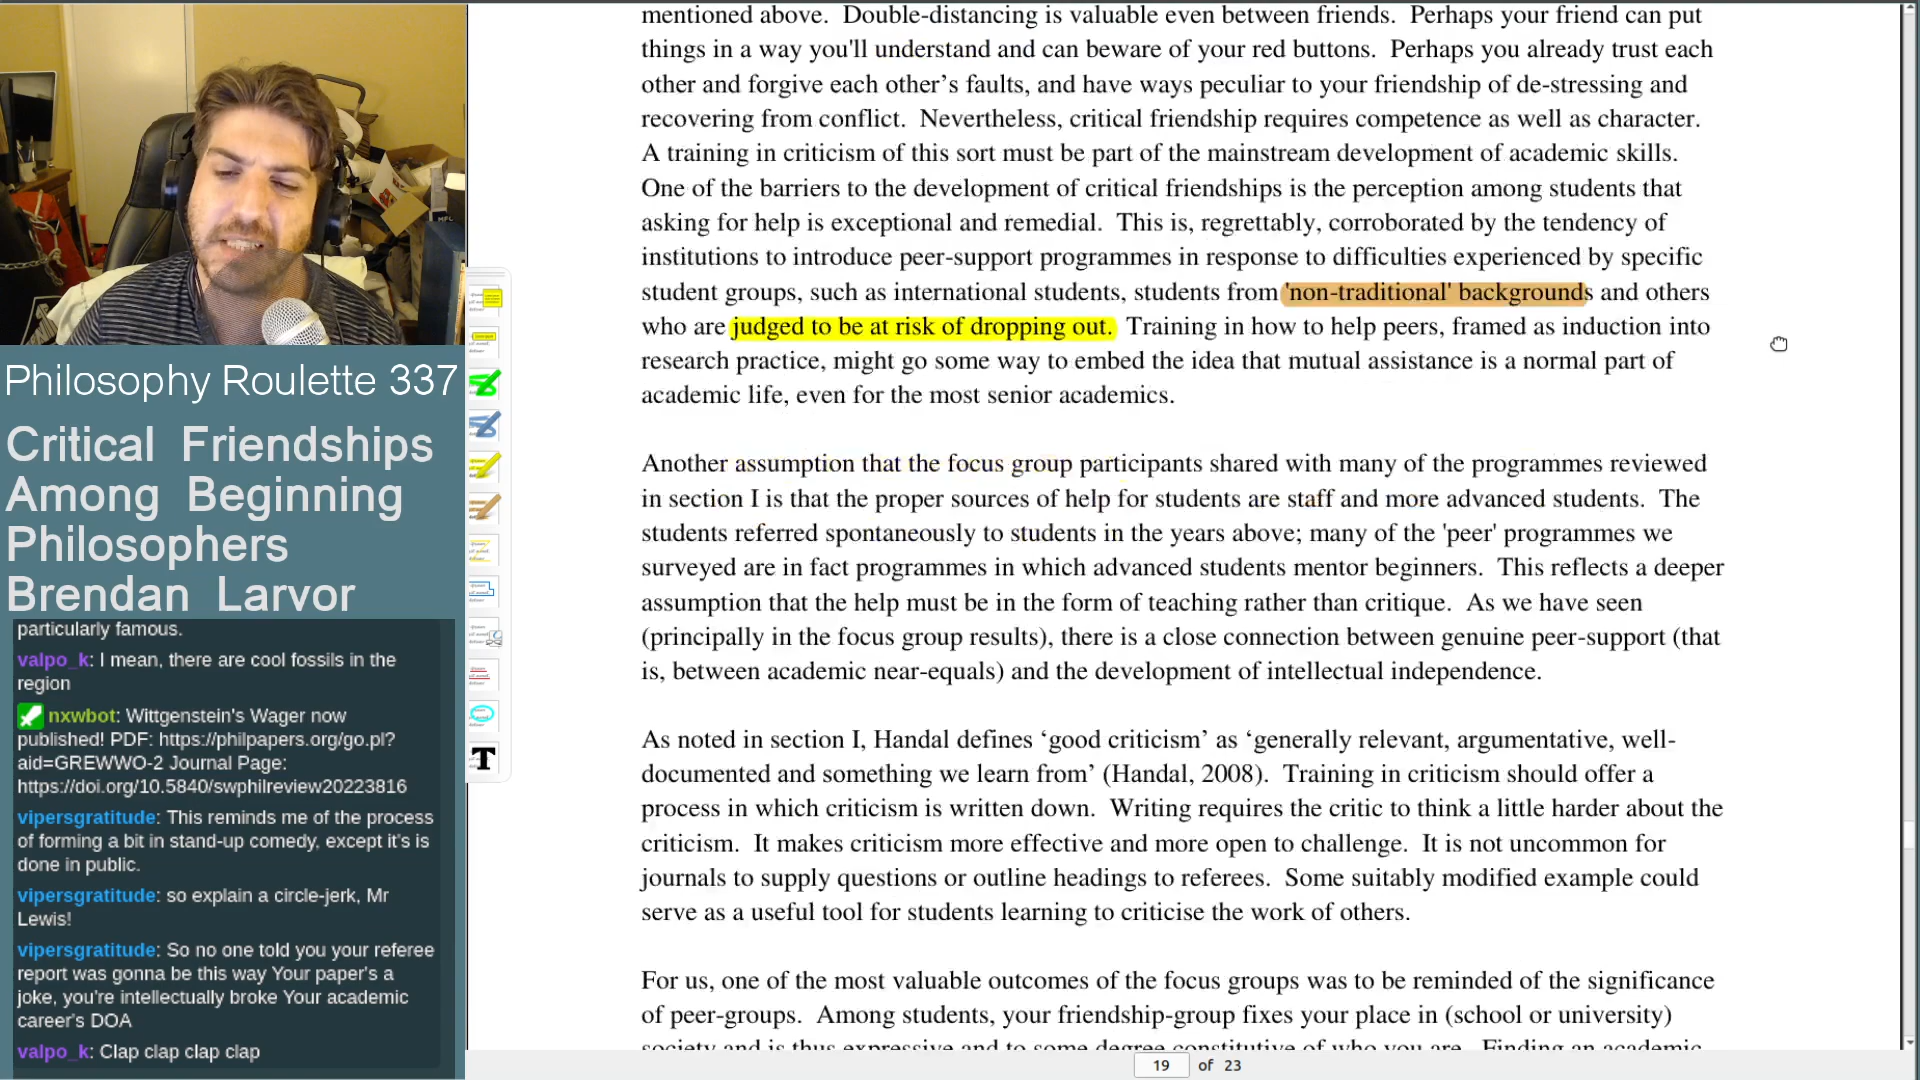 mentioned above.  Double-distancing is valuable even between friends.  Perhaps your friend can put
things in a way you'll understand and can beware of your red buttons.  Perhaps you already trust each
other and forgive each other’s faults, and have ways peculiar to your friendship of de-stressing and
recovering from conflict.  Nevertheless, critical friendship requires competence as well as character.
A training in criticism of this sort must be part of the mainstream development of academic skills.
One of the barriers to the development of critical friendships is the perception among students that
asking for help is exceptional and remedial.  This is, regrettably, corroborated by the tendency of
institutions to introduce peer-support programmes in response to difficulties experienced by specific
student groups, such as international students, students from 'non-traditional' backgrounds and others
who are judged to be at risk of dropping out.  Training in how to help peers, framed as induction into
research practice, might go some way to embed the idea that mutual assistance is a normal part of
academic life, even for the most senior academics.
Another assumption that the focus group participants shared with many of the programmes reviewed
in section I is that the proper sources of help for students are staff and more advanced students.  The
students referred spontaneously to students in the years above; many of the 'peer' programmes we
surveyed are in fact programmes in which advanced students mentor beginners.  This reflects a deeper
assumption that the help must be in the form of teaching rather than critique.  As we have seen
(principally in the focus group results), there is a close connection between genuine peer-support (that
is, between academic near-equals) and the development of intellectual independence.
As noted in section I, Handal defines ‘good criticism’ as ‘generally relevant, argumentative, well-
documented and something we learn from’ (Handal, 2008).  Training in criticism should offer a
process in which criticism is written down.  Writing requires the critic to think a little harder about the
criticism.  It makes criticism more effective and more open to challenge.  It is not uncommon for
journals to supply questions or outline headings to referees.  Some suitably modified example could
serve as a useful tool for students learning to criticise the work of others.
For us, one of the most valuable outcomes of the focus groups was to be reminded of the significance
of peer-groups.  Among students, your friendship-group fixes your place in (school or university)
society and is thus expressive and to some degree constitutive of who you are.  Finding an academic
19 of 23
Philosophy Roulette 337
Critical Friendships
Among Beginning
Philosophers
Brendan Larvor
particularly famous.
valpo_k: I mean, there are cool fossils in the
region
nxwbot: Wittgenstein's Wager now
published! PDF: https://philpapers.org/go.pl?
aid=GREWWO-2 Journal Page:
https://doi.org/10.5840/swphilreview20223816
vipersgratitude: This reminds me of the process
of forming a bit in stand-up comedy, except it's is
done in public.
vipersgratitude: so explain a circle-jerk, Mr
Lewis!
vipersgratitude: So no one told you your referee
report was gonna be this way Your paper's a
joke, you're intellectually broke Your academic
career's DOA
valpo_k: Clap clap clap clap
T